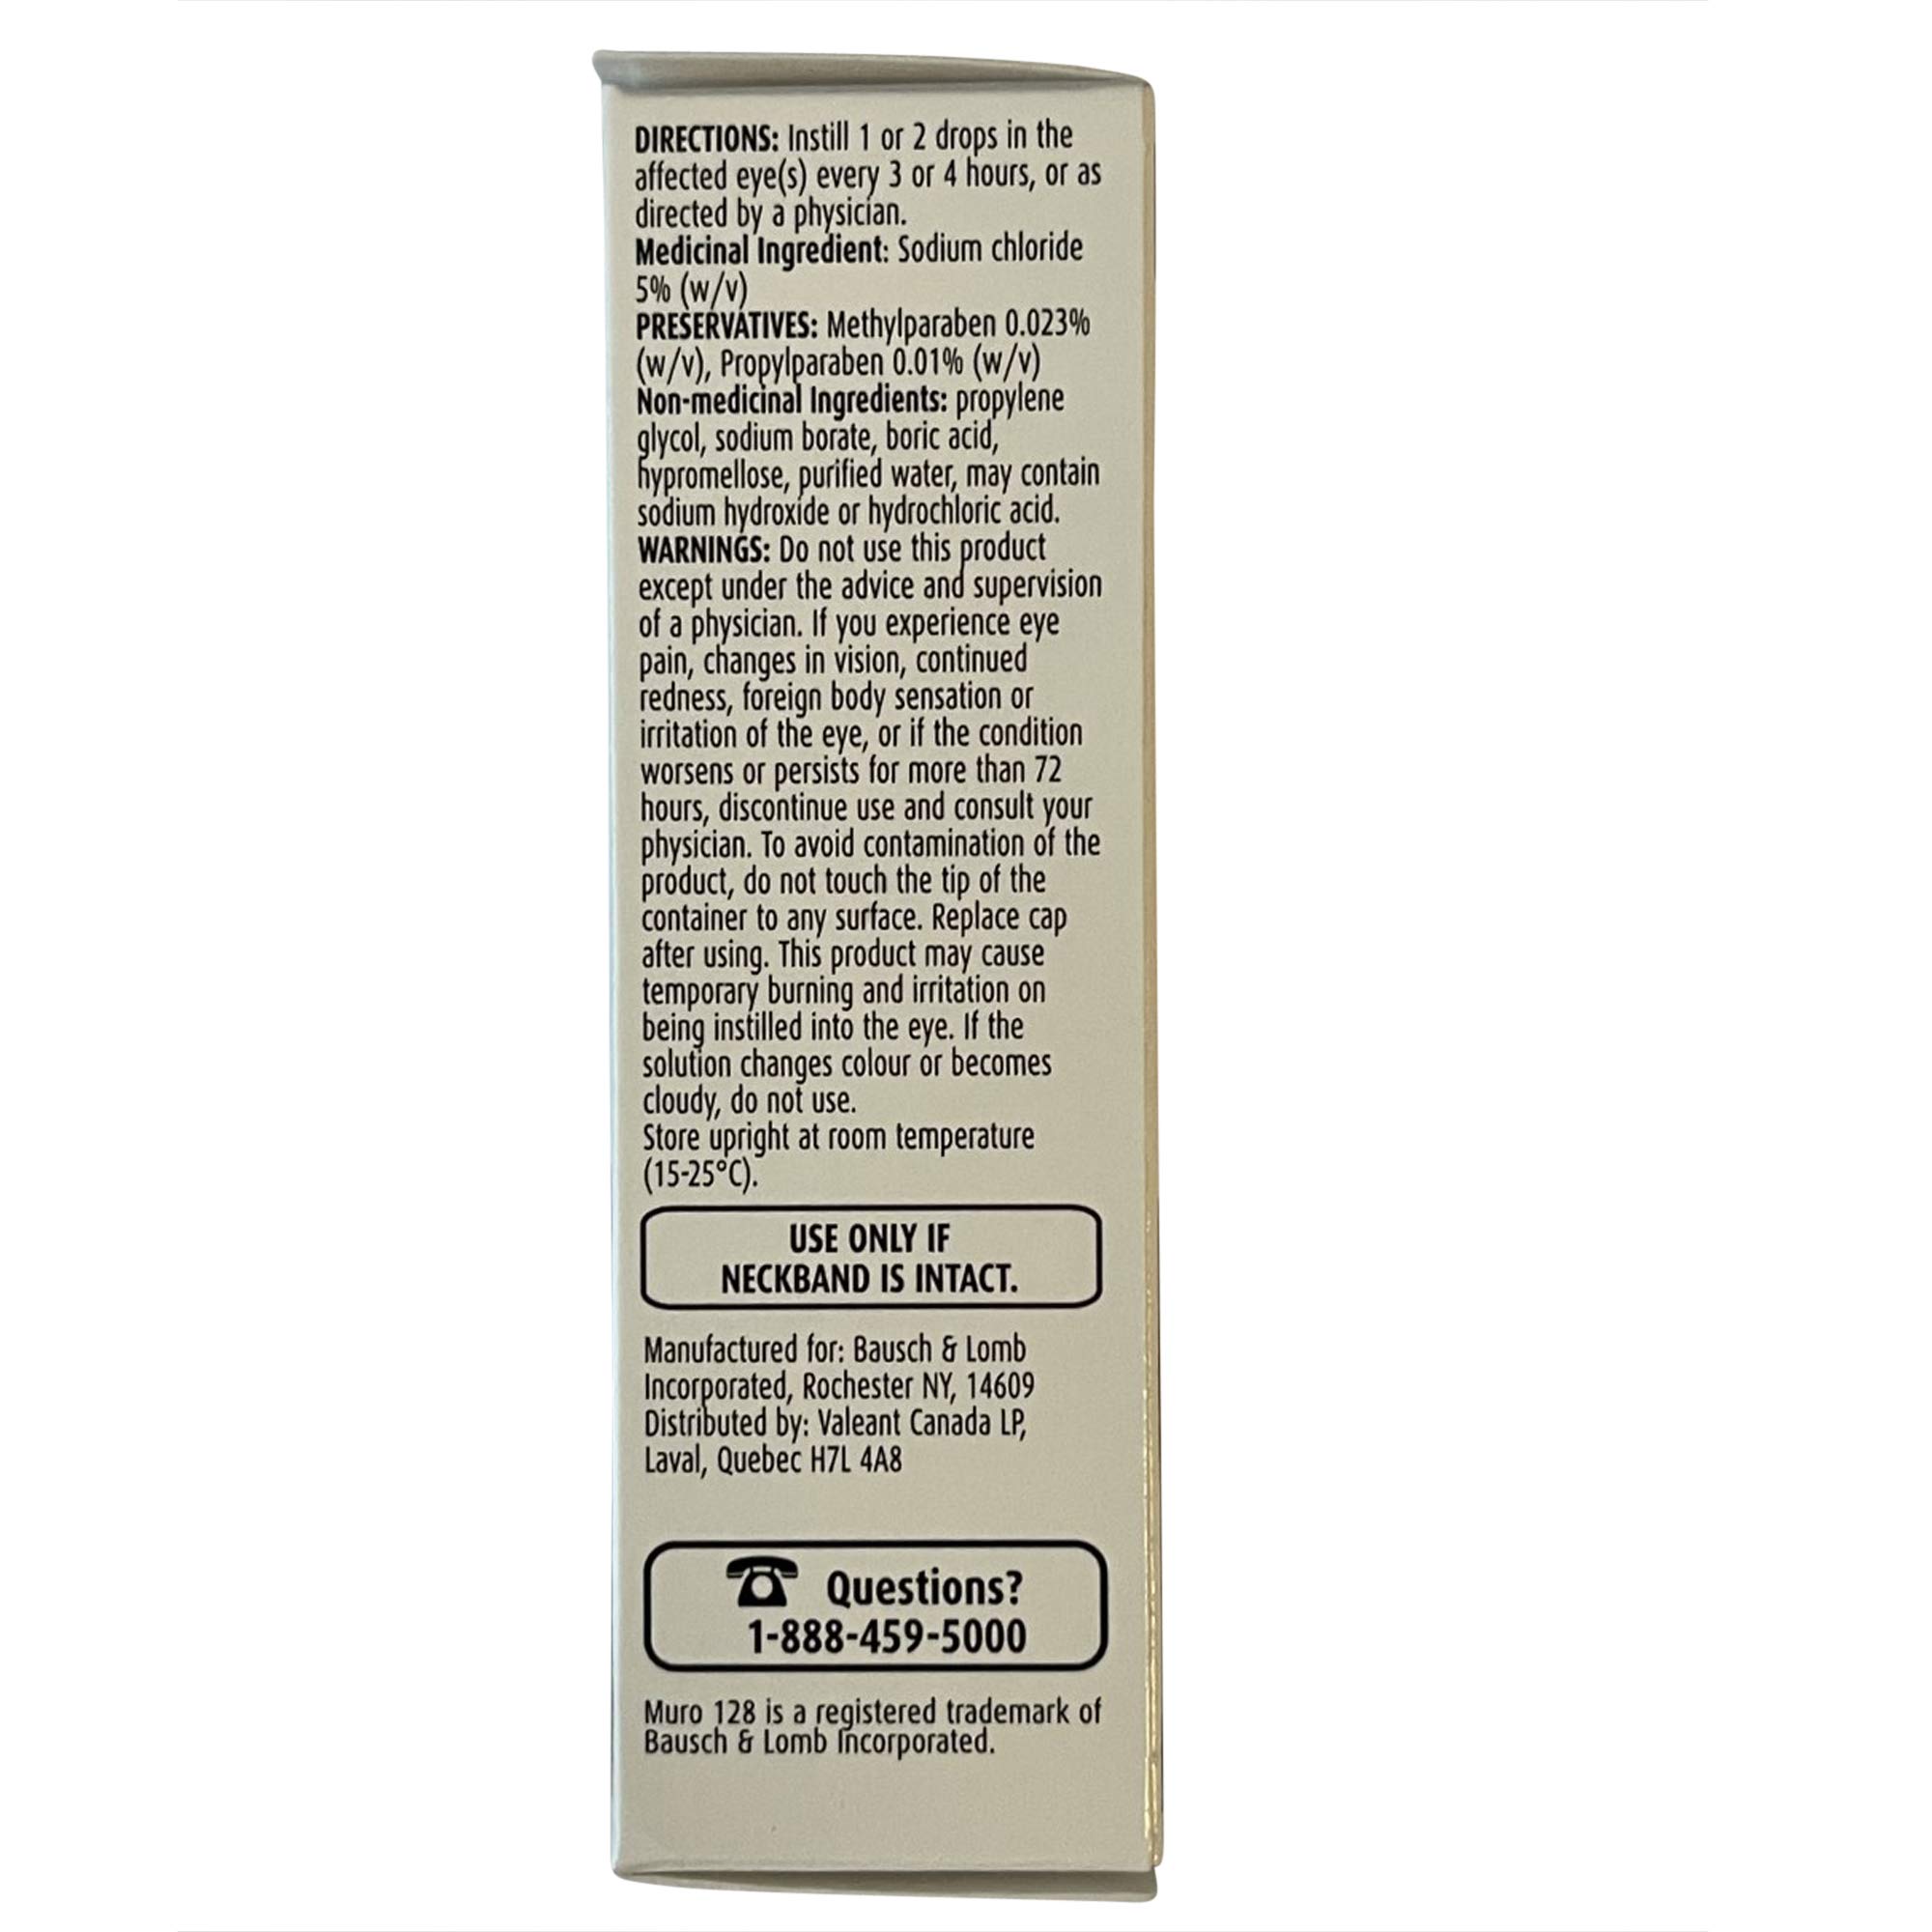 DIRECTIONS: Instill 1 or 2 drops in the
affected eye(s) every 3 or 4 hours, or as
directed by a physician.
Medicinal Ingredient: Sodium chloride
5% (w/v)
PRESERVATIVES: Methylparaben 0.023%
(w/v), Propylparaben 0.01% (w/v)
Non-medicinal Ingredients: propylene
glycol, sodium borate, boric acid,
hypromellose, purified water, may contain
sodium hydroxide or hydrochloric acid.
WARNINGS: Do not use this product
except under the advice and supervision
of a physician. If you experience eye
pain, changes in vision, continued
redness, foreign body sensation or
irritation of the eye, or if the condition
worsens or persists for more than 72
hours, discontinue use and consult your
physician. To avoid contamination of the
product, do not touch the tip of the
container to any surface. Replace cap
after using. This product may cause
temporary burning and irritation on
being instilled into the eye. If the
solution changes colour or becomes
cloudy, do not use.
Store upright at room temperature
(15-25°C).
USE ONLY IF
NECKBAND IS INTACT.
Manufactured for: Bausch & Lomb
Incorporated, Rochester NY, 14609
Distributed by: Valeant Canada LP,
Laval, Quebec H7L 4A8
Questions?
1-888-459-5000
Muro 128 is a registered trademark of
Bausch & Lomb Incorporated.